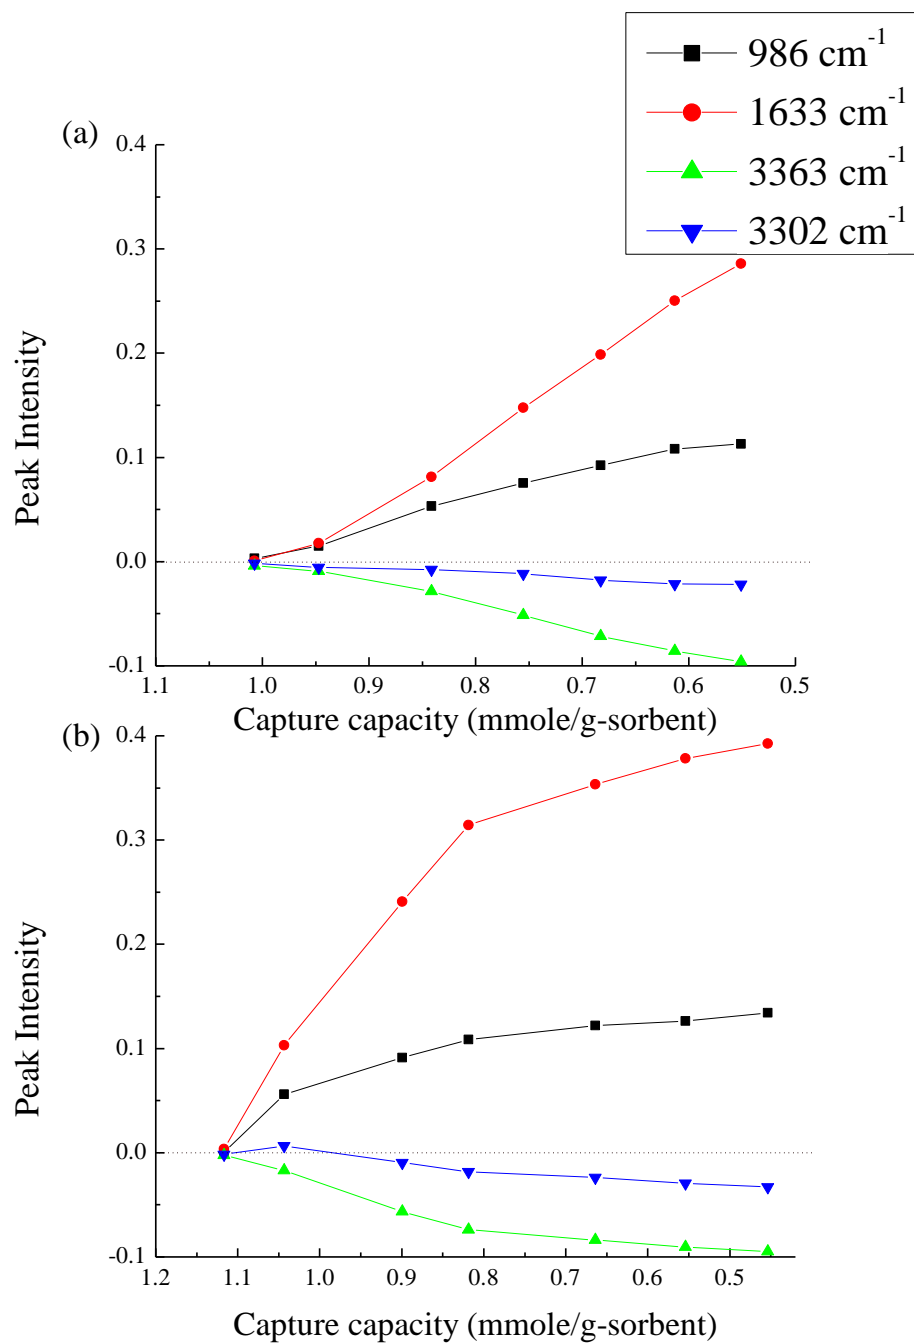 986 cm⁻¹
1633 cm⁻¹
3363 cm⁻¹
3302 cm⁻¹
(a)
0.4
0.3
0.2
0.1
0.0
-0.1
Peak Intensity
1.1 1.0 0.9 0.8 0.7 0.6 0.5
Capture capacity (mmole/g-sorbent)
(b)
0.4
0.3
0.2
0.1
0.0
-0.1
Peak Intensity
1.2 1.1 1.0 0.9 0.8 0.7 0.6 0.5
Capture capacity (mmole/g-sorbent)